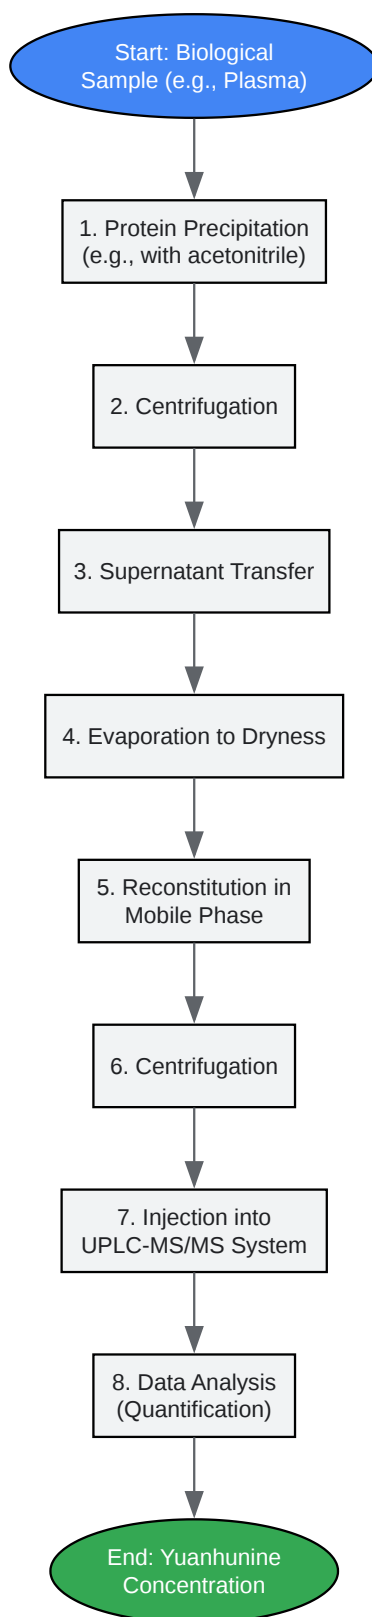 Start: Biological
Sample (e.g., Plasma)
1. Protein Precipitation
(e.g., with acetonitrile)
2. Centrifugation
3. Supernatant Transfer
4. Evaporation to Dryness
5. Reconstitution in
Mobile Phase
6. Centrifugation
7. Injection into
UPLC-MS/MS System
8. Data Analysis
(Quantification)
End: Yuanhunine
Concentration